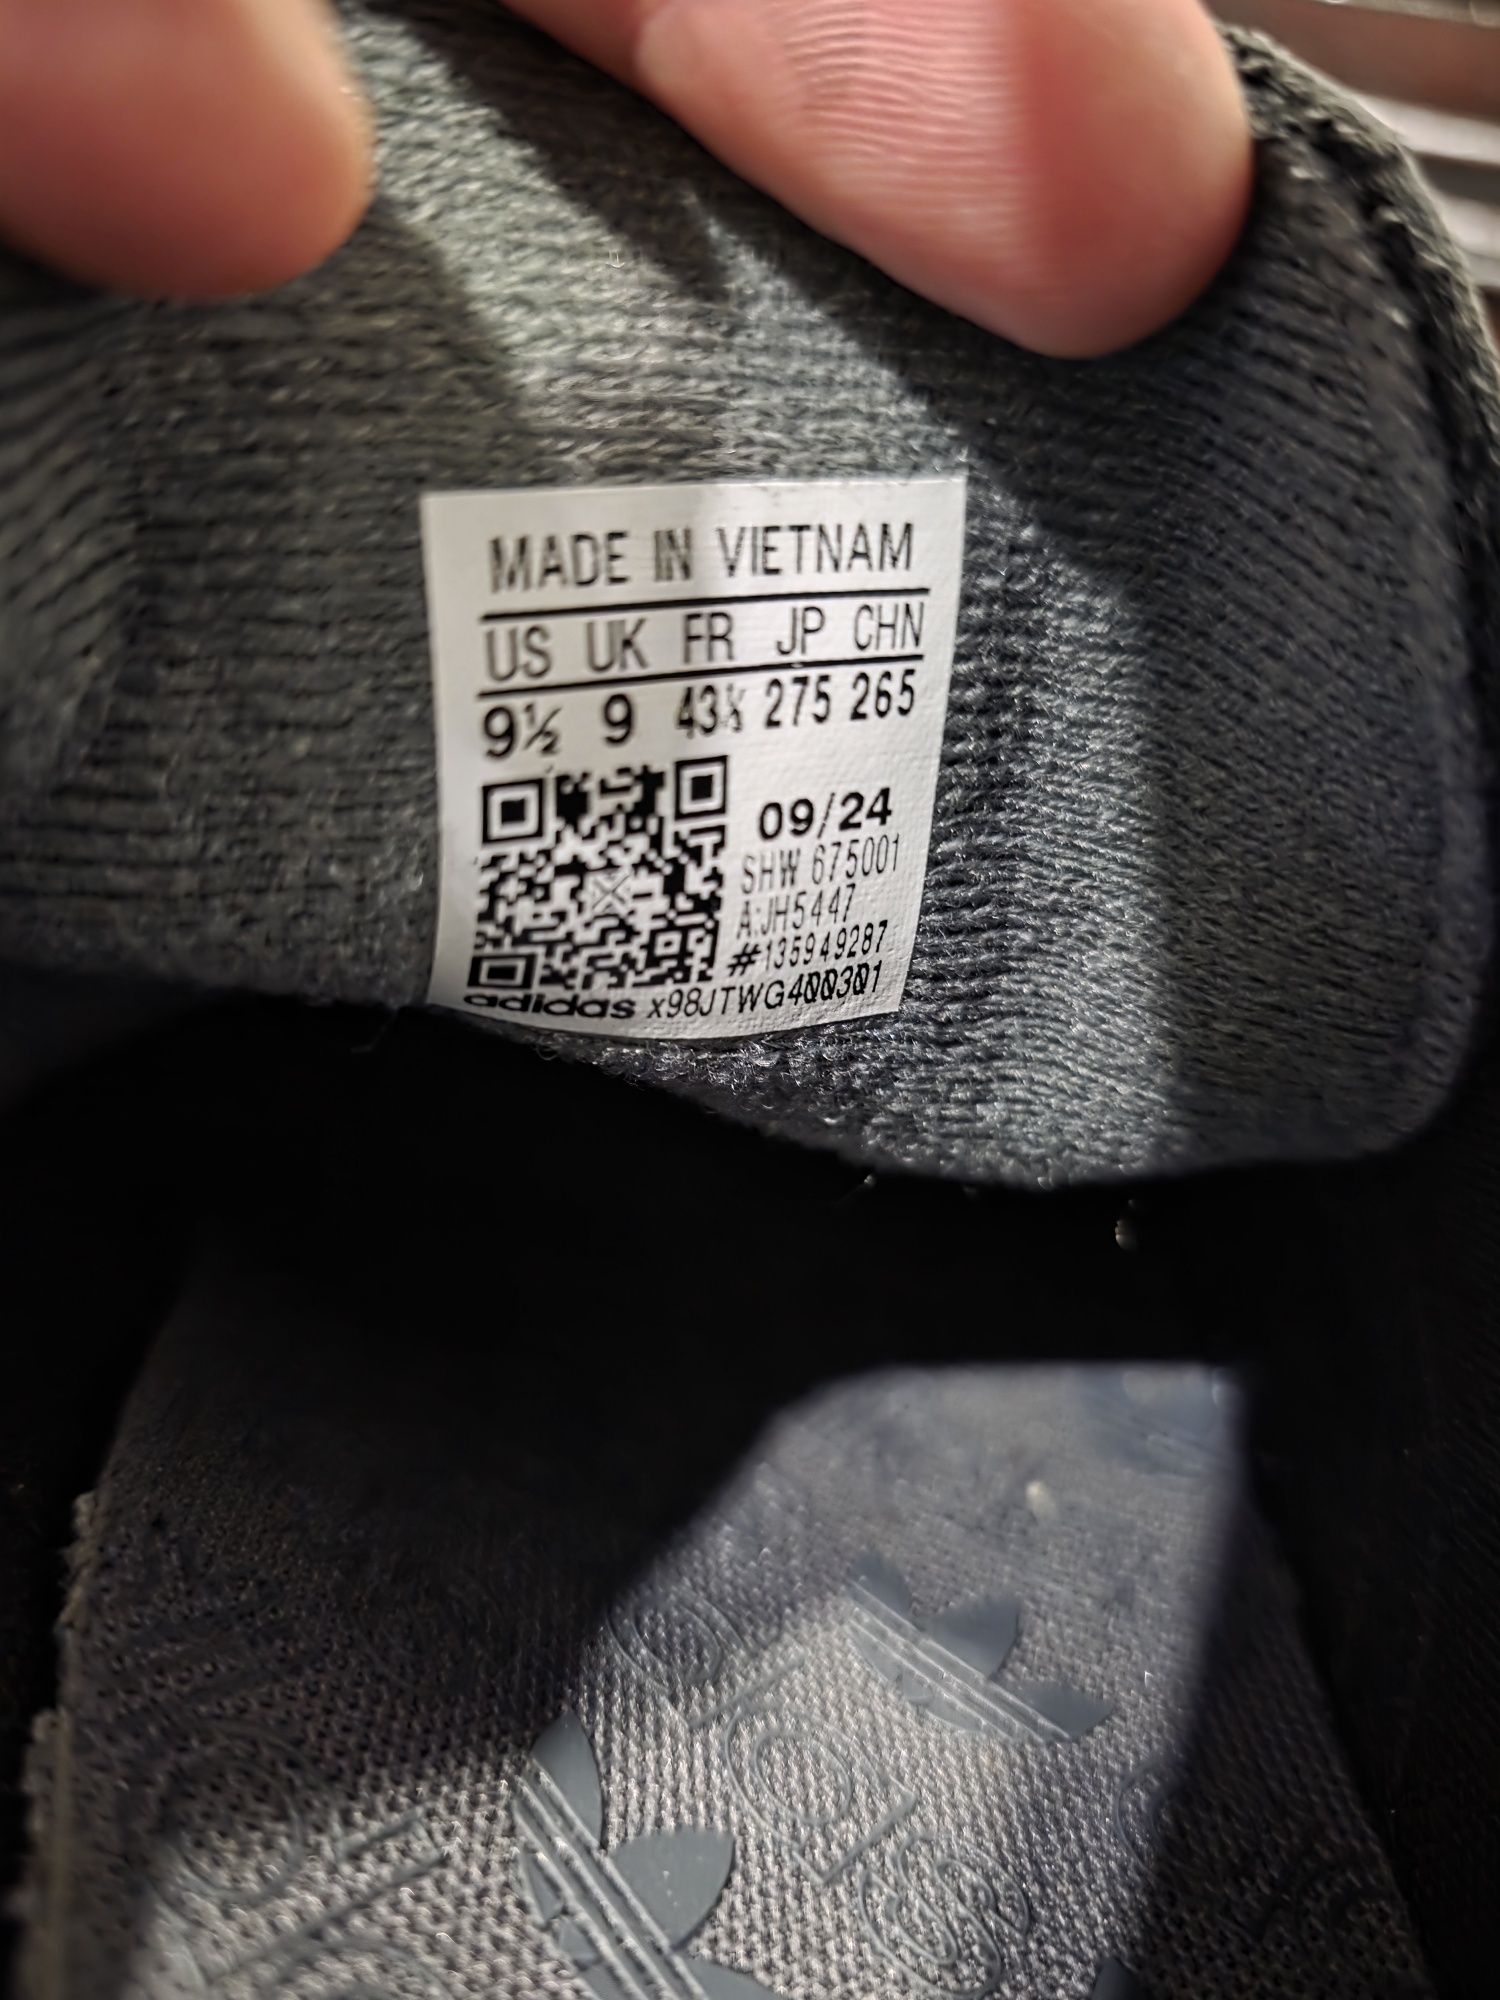 MADE IN VIETNAM
US UK FR JP CHN
9½ 9 43⅓ 275 265
09/24
SHW 675001
A:JH5447
#135949287
adidas x98JTWG400301